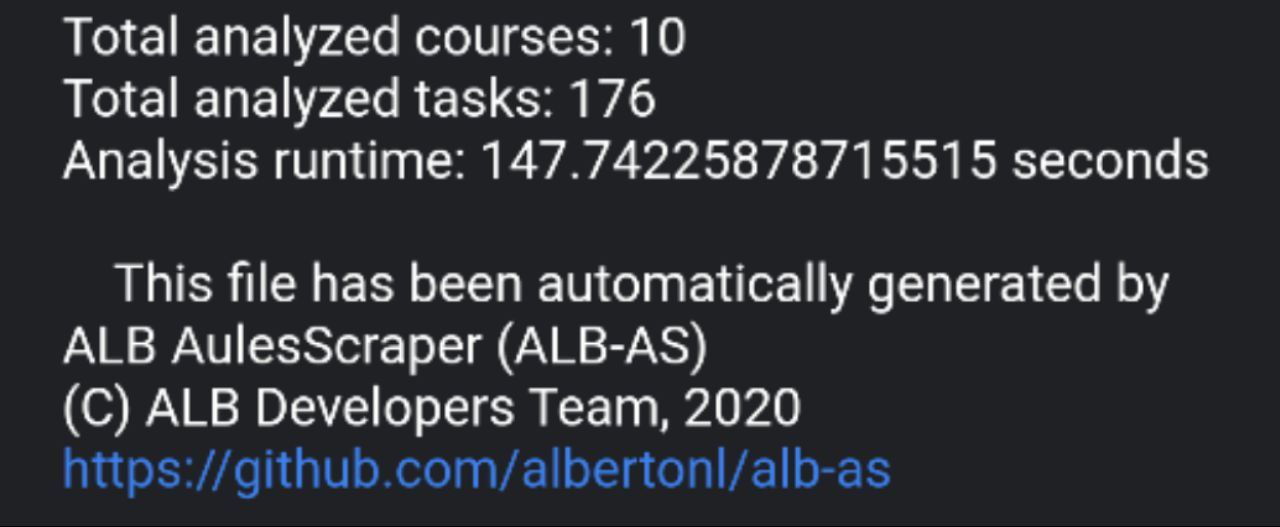 Total analyzed courses: 10
Total analyzed tasks: 176
Analysis runtime: 147.74225878715515 seconds
This file has been automatically generated by
ALB AulesScraper (ALB-AS)
(C) ALB Developers Team, 2020
https://github.com/albertonl/alb-as